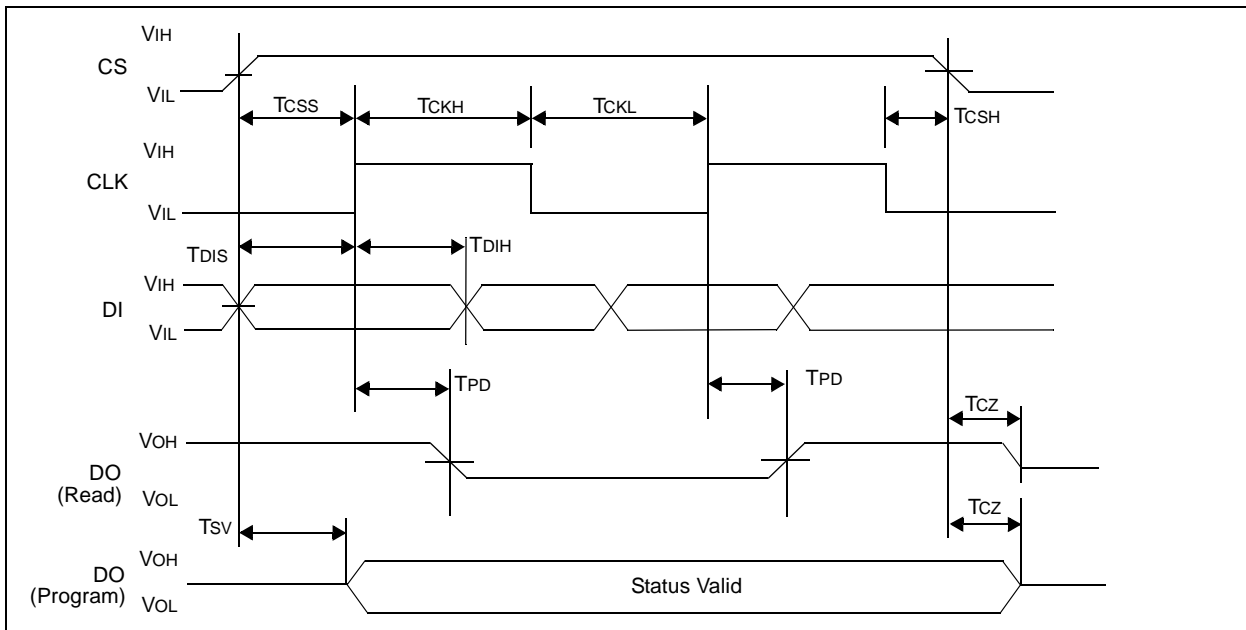 VIH
CS
VIL
TCSS
TCKH
TCKL
TCSH
VIH
CLK
VIL
TDIS
TDIH
VIH
DI
VIL
TPD
TPD
TCZ
VOH
DO
(Read)
VOL
TSV
TCZ
VOH
DO
(Program)
VOL
Status Valid